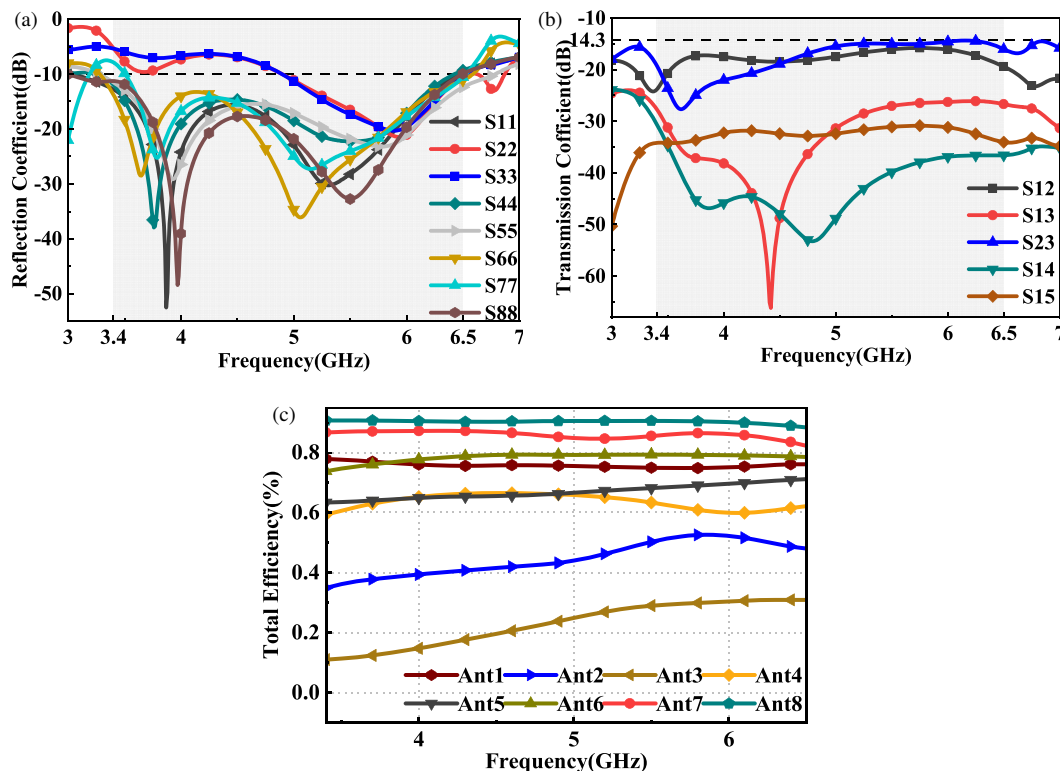 (a)
Reflection Coefficient(dB)
0
-10
-20
-30
-40
-50
S11
S22
S33
S44
S55
S66
S77
S88
3 3.4 4 5 6 6.5 7
Frequency(GHz)
(b)
Transmission Coefficient(dB)
-10
-14.3
-20
-30
-40
-50
-60
S12
S13
S23
S14
S15
3 3.4 4 5 6 6.5 7
Frequency(GHz)
(c)
Total Efficiency(%)
0.8
0.6
0.4
0.2
0.0
Ant1 Ant2 Ant3 Ant4
Ant5 Ant6 Ant7 Ant8
4 5 6
Frequency(GHz)